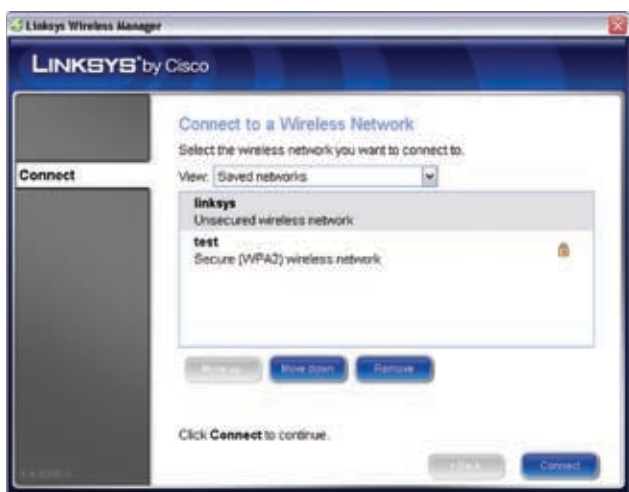 Linksys Wireless Manager
LINKSYS® by Cisco
Connect to a Wireless Network
Select the wireless network you want to connect to.
Connect
View: Saved networks
linksys
Unsecured wireless network
test
Secure (WPA2) wireless network
Move up Move down Remove
Click Connect to continue.
Connect